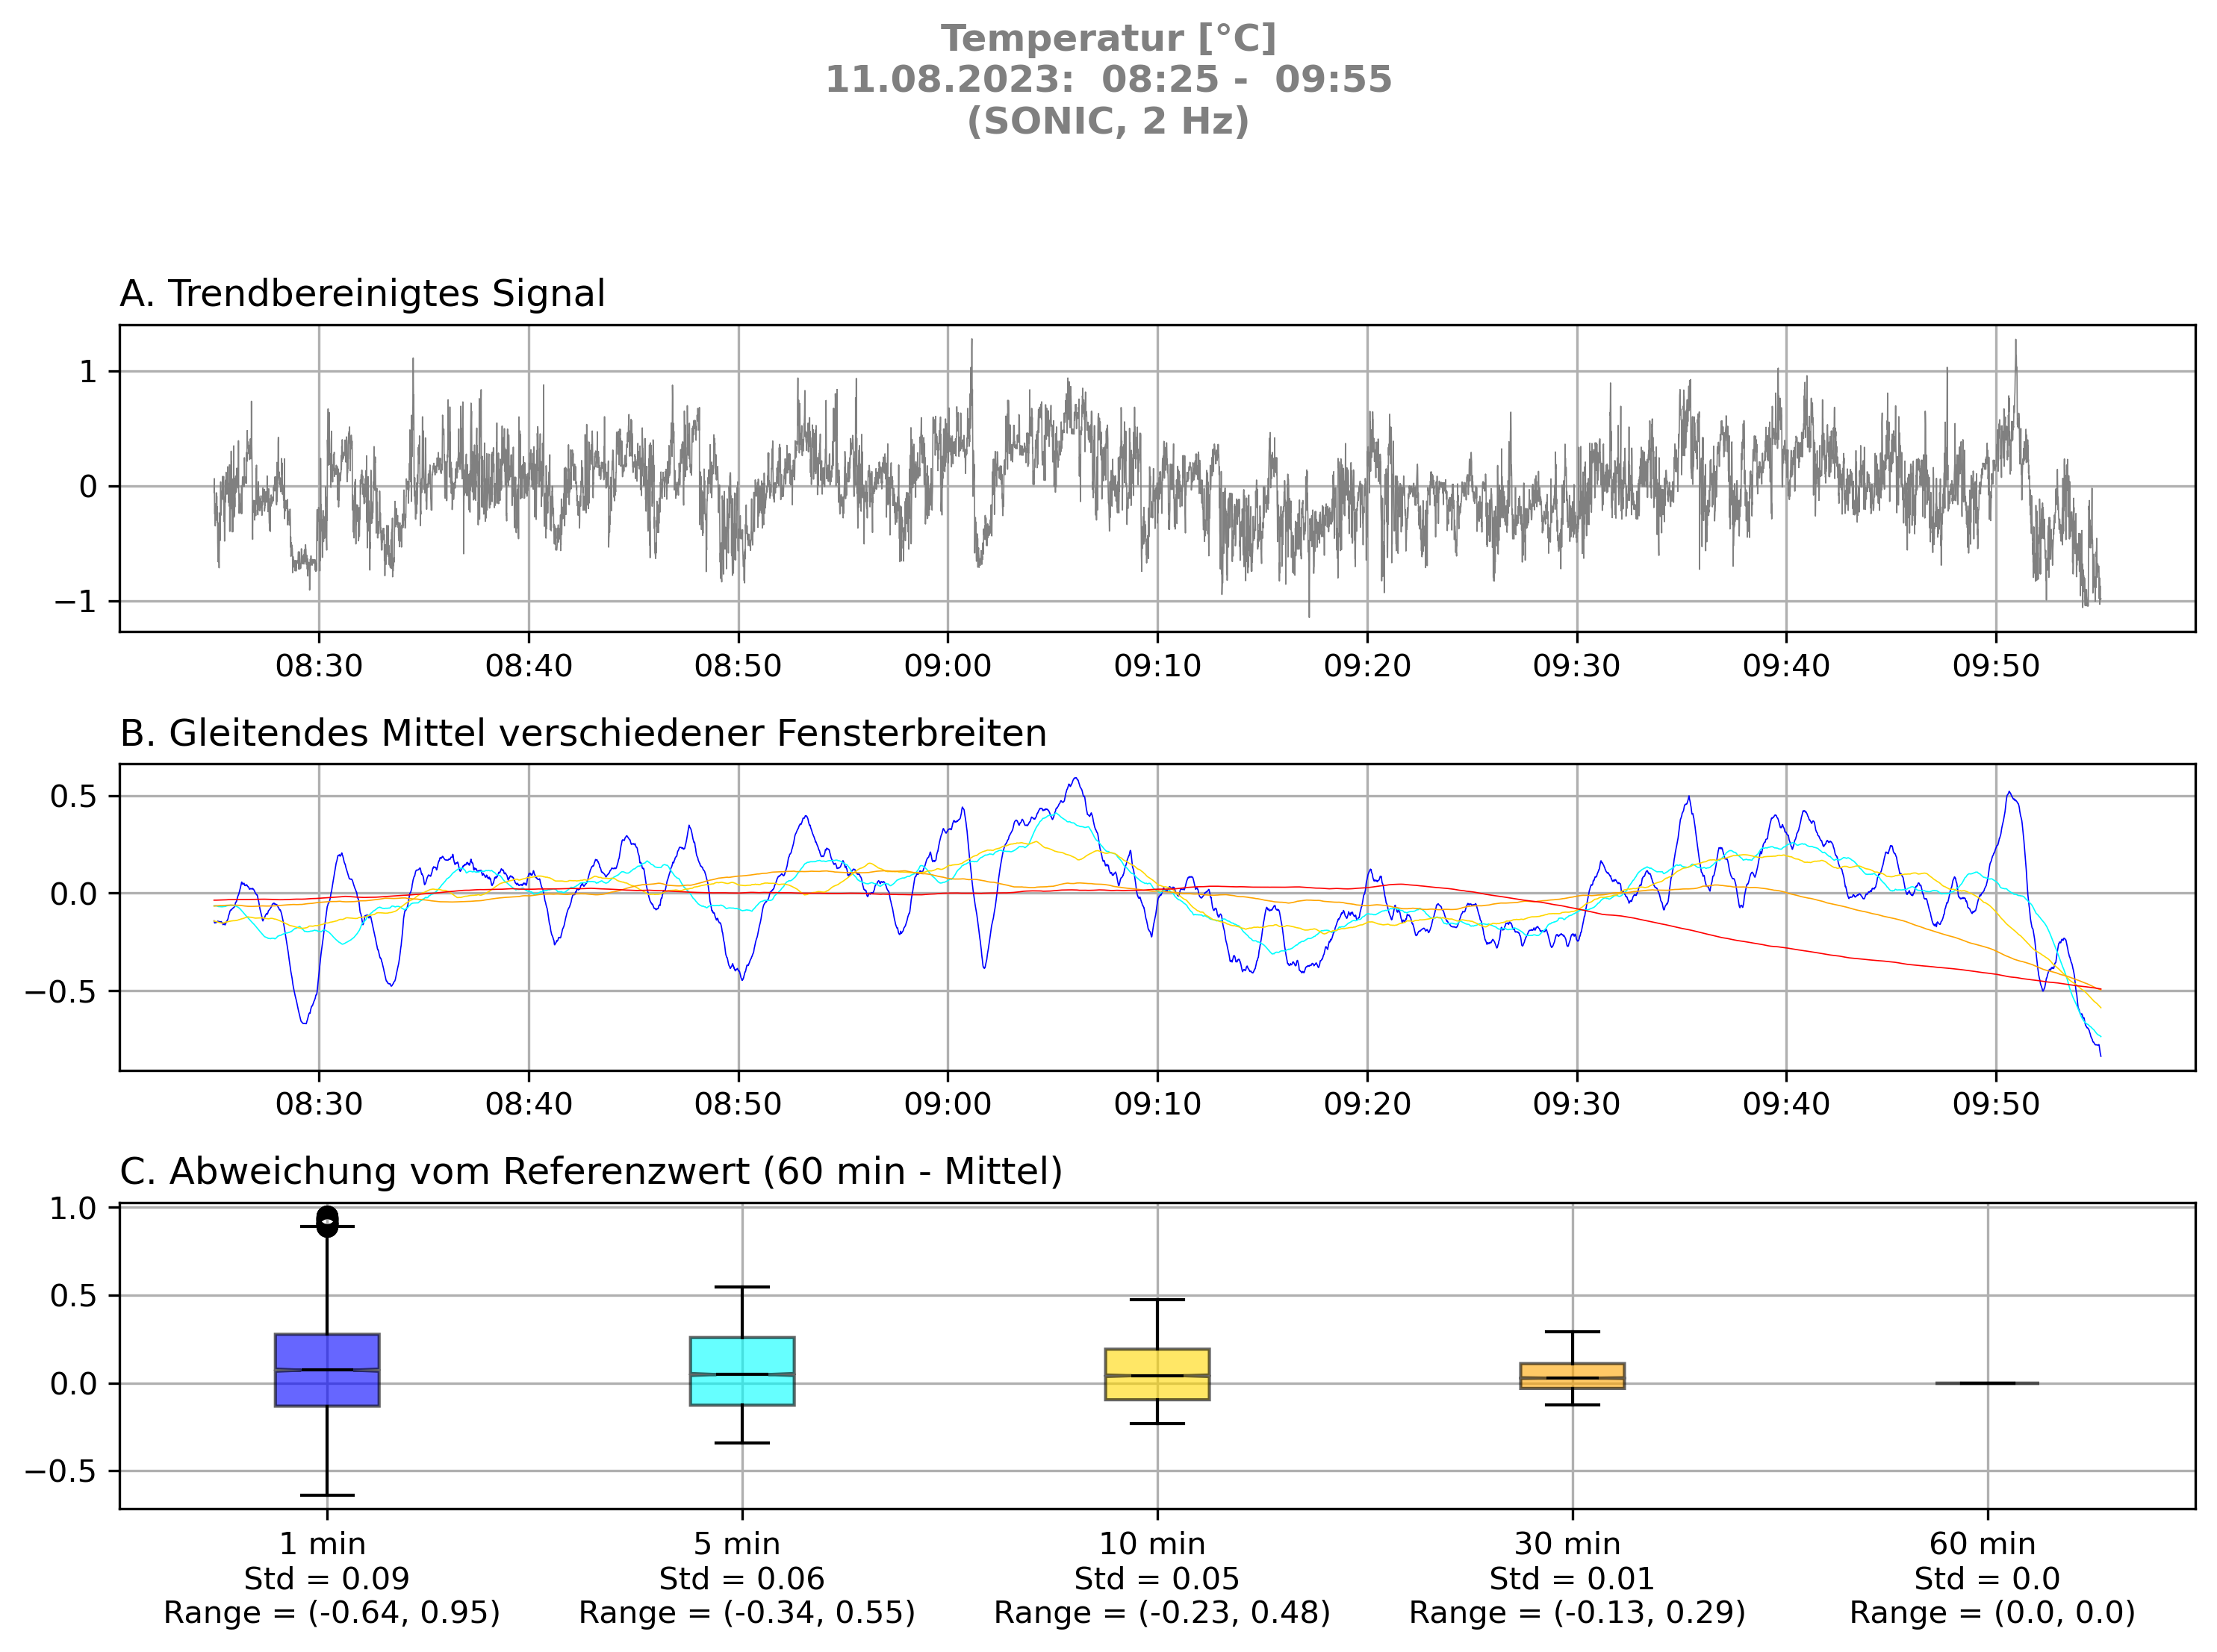 Temperatur [°C]
11.08.2023:  08:25 -  09:55
(SONIC, 2 Hz)
A. Trendbereinigtes Signal
1
0
−1
08:30 08:40 08:50 09:00 09:10 09:20 09:30 09:40 09:50
B. Gleitendes Mittel verschiedener Fensterbreiten
0.5
0.0
−0.5
08:30 08:40 08:50 09:00 09:10 09:20 09:30 09:40 09:50
C. Abweichung vom Referenzwert (60 min - Mittel)
1.0
0.5
0.0
−0.5
1 min 5 min 10 min 30 min 60 min
Std = 0.09 Std = 0.06 Std = 0.05 Std = 0.01 Std = 0.0
Range = (-0.64, 0.95) Range = (-0.34, 0.55) Range = (-0.23, 0.48) Range = (-0.13, 0.29) Range = (0.0, 0.0)